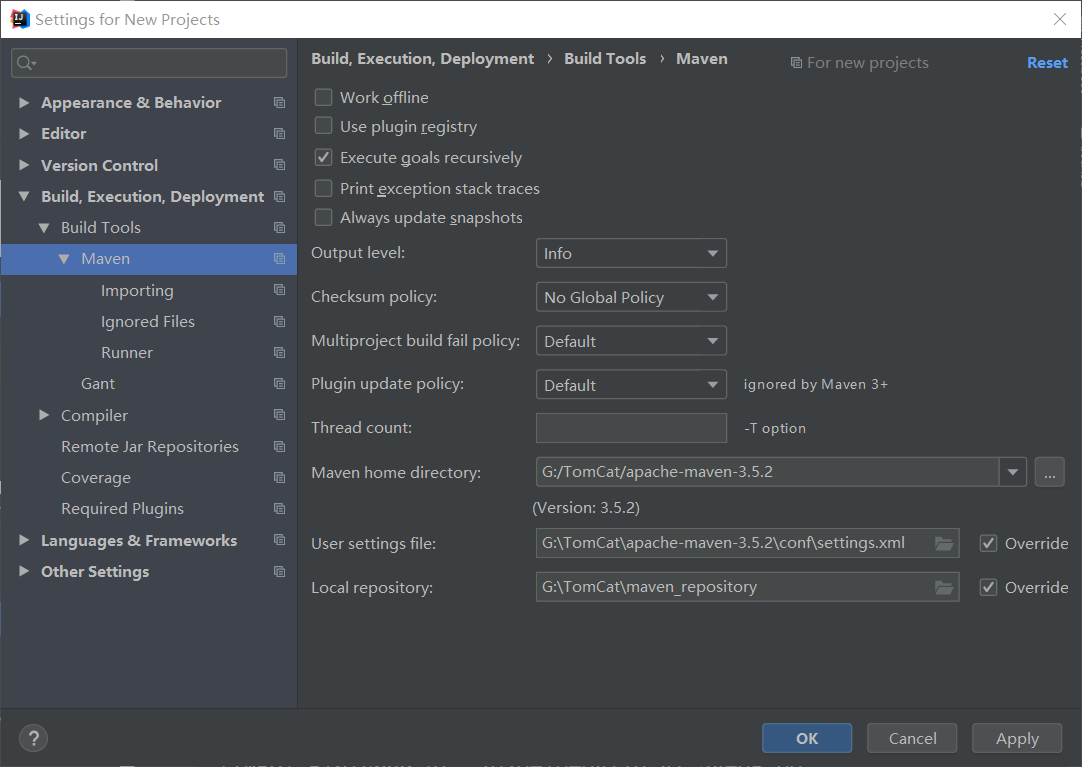 Settings for New Projects
Appearance & Behavior
Editor
Version Control
Build, Execution, Deployment
Build Tools
Maven
Importing
Ignored Files
Runner
Gant
Compiler
Remote Jar Repositories
Coverage
Required Plugins
Languages & Frameworks
Other Settings
Build, Execution, Deployment › Build Tools › Maven For new projects Reset
Work offline
Use plugin registry
Execute goals recursively
Print exception stack traces
Always update snapshots
Output level: Info
Checksum policy: No Global Policy
Multiproject build fail policy: Default
Plugin update policy: Default ignored by Maven 3+
Thread count: -T option
Maven home directory: G:/TomCat/apache-maven-3.5.2 ...
(Version: 3.5.2)
User settings file: G:\TomCat\apache-maven-3.5.2\conf\settings.xml Override
Local repository: G:\TomCat\maven_repository Override
? OK Cancel Apply